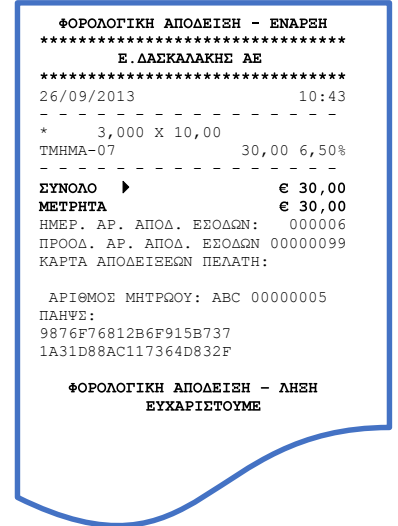 ΦΟΡΟΛΟΓΙΚΗ ΑΠΟΔΕΙΞΗ - ΕΝΑΡΞΗ
********************************
Ε.ΔΑΣΚΑΛΑΚΗΣ ΑΕ
********************************
26/09/2013 10:43
- - - - - - - - - - - - - - - -
* 3,000 X 10,00
ΤΜΗΜΑ-07 30,00 6,50%
- - - - - - - - - - - - - - - -
ΣΥΝΟΛΟ € 30,00
ΜΕΤΡΗΤΑ € 30,00
ΗΜΕΡ. ΑΡ. ΑΠΟΔ. ΕΣΟΔΩΝ: 000006
ΠΡΟΟΔ. ΑΡ. ΑΠΟΔ. ΕΣΟΔΩΝ 00000099
ΚΑΡΤΑ ΑΠΟΔΕΙΞΕΩΝ ΠΕΛΑΤΗ:
ΑΡΙΘΜΟΣ ΜΗΤΡΩΟΥ: ABC 00000005
ΠΑΗΨΣ:
9876F76812B6F915B737
1A31D88AC117364D832F
ΦΟΡΟΛΟΓΙΚΗ ΑΠΟΔΕΙΞΗ – ΛΗΞΗ
ΕΥΧΑΡΙΣΤΟΥΜΕ